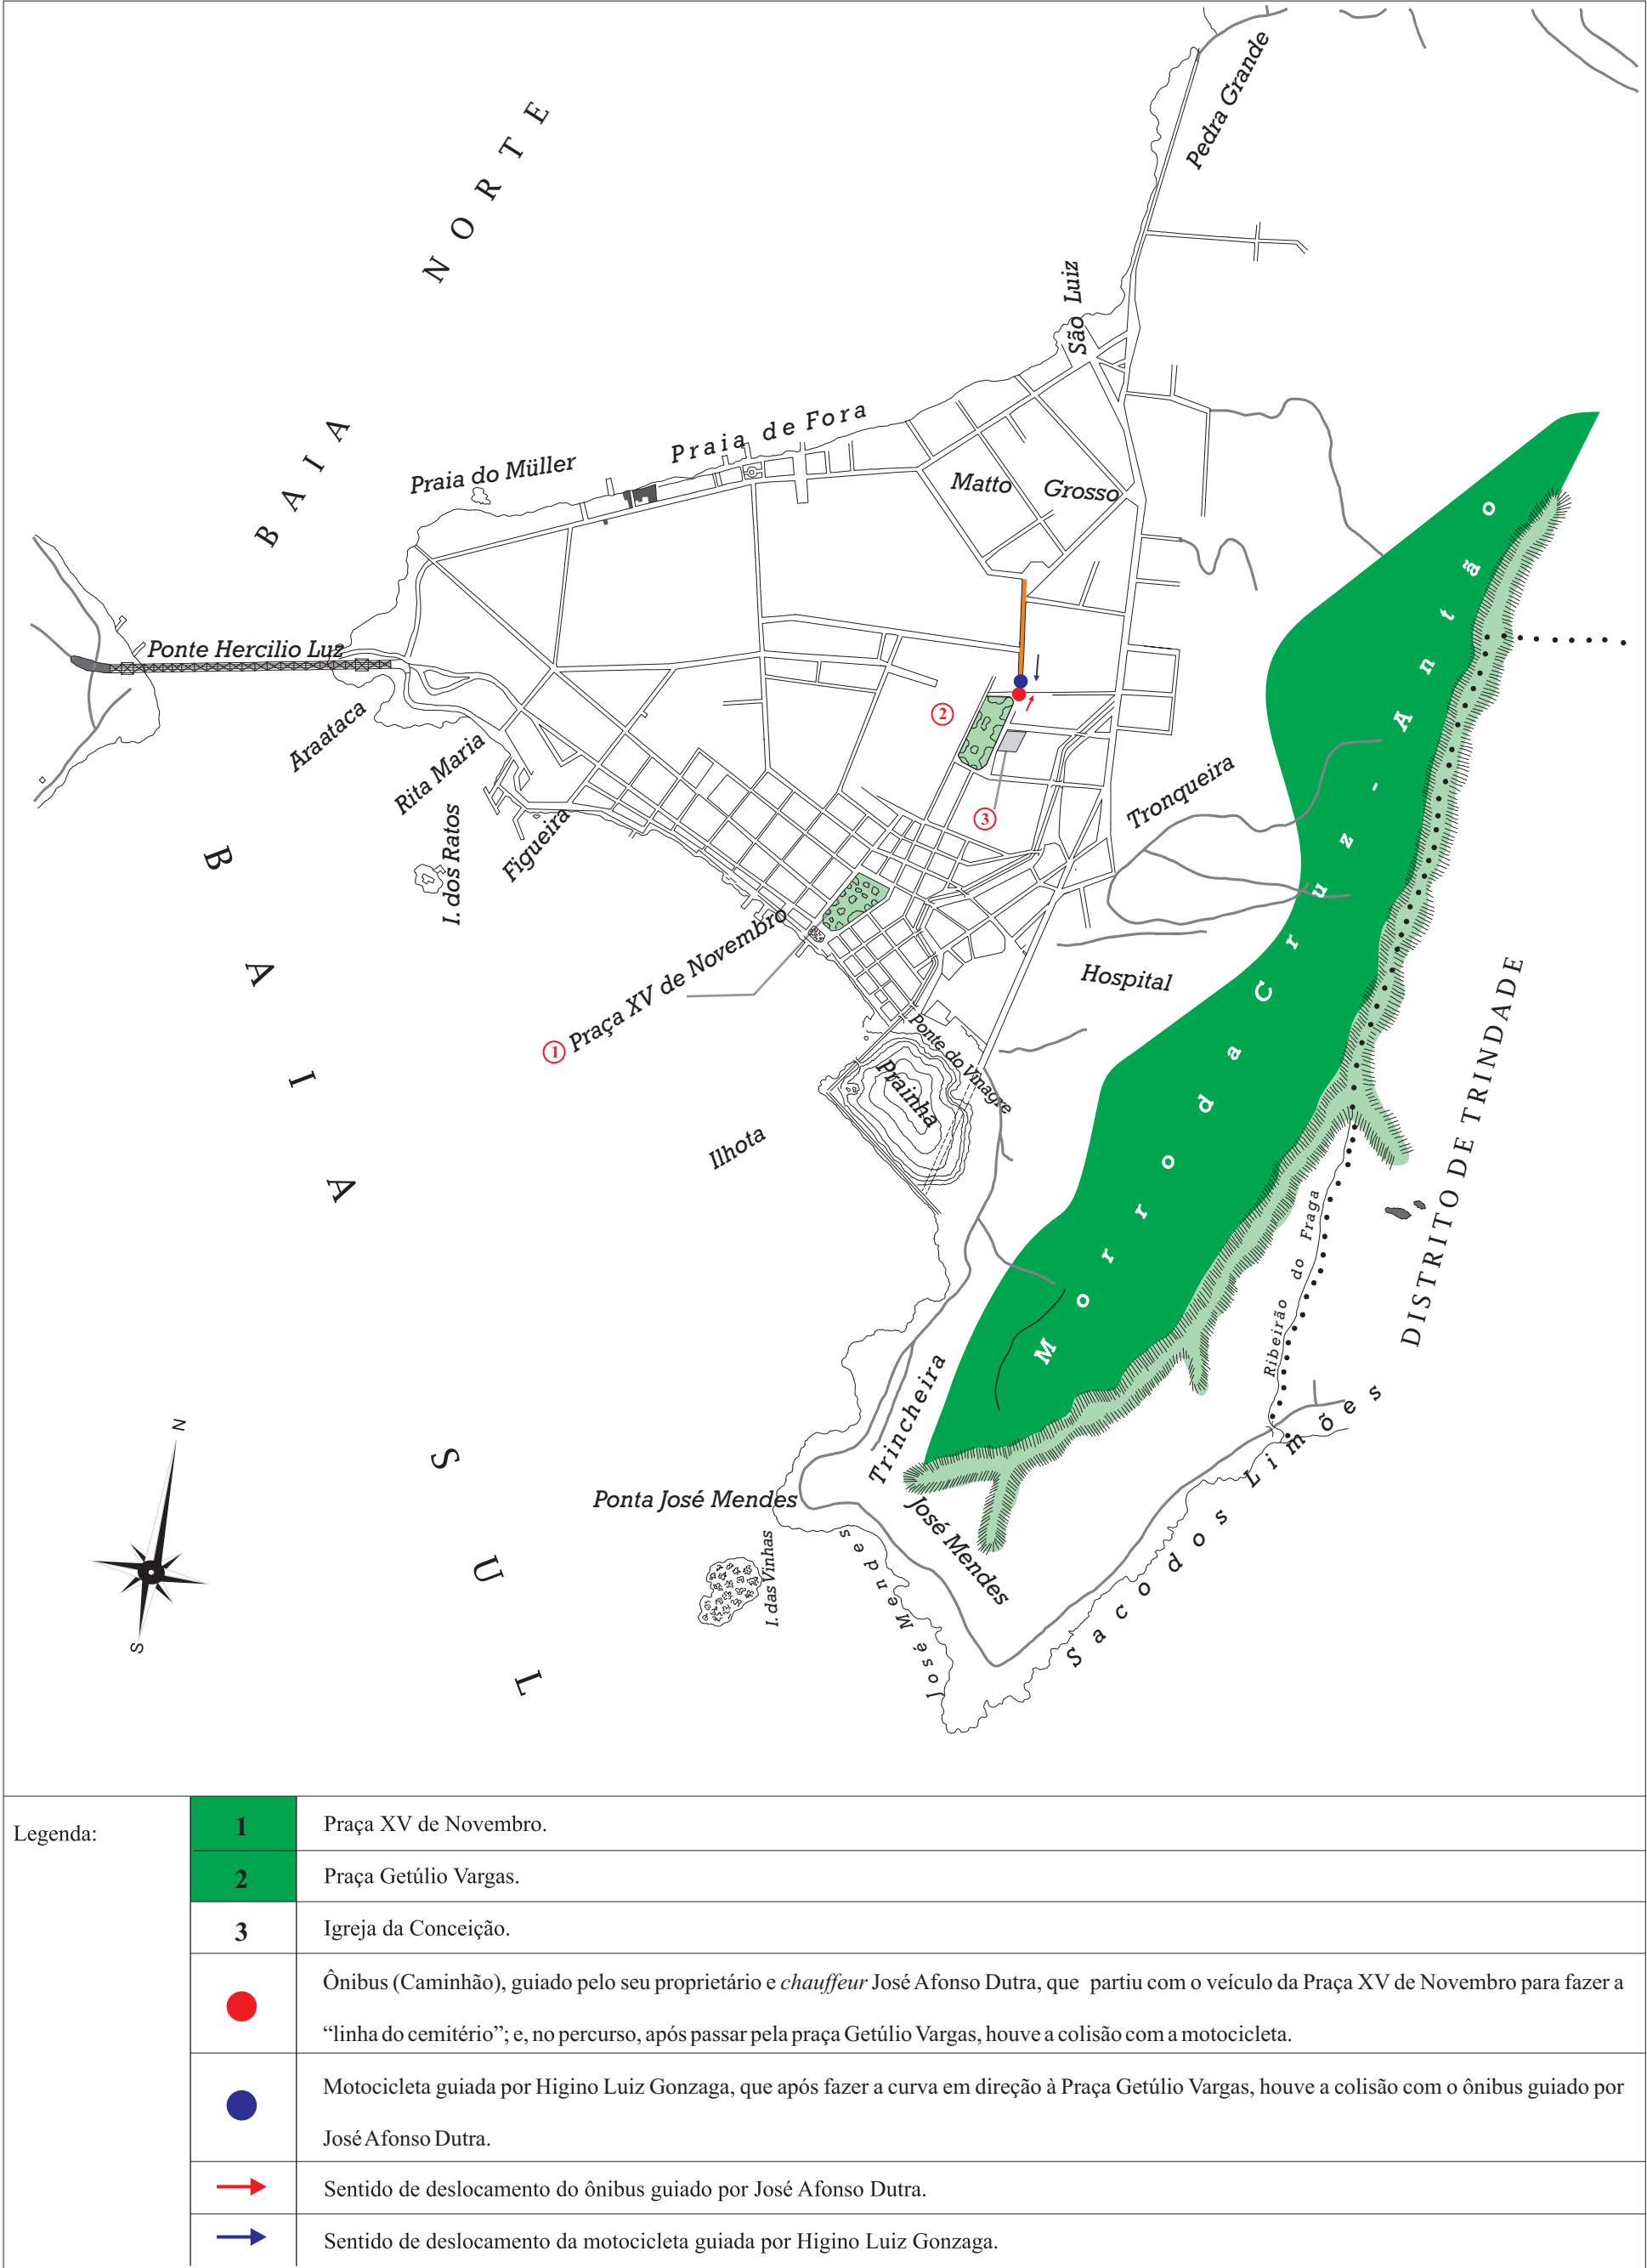 Pedra Grande
BAIA NORTE
São Luiz
Praia de Fora
Praia do Müller
Matto Grosso
Ponte Hercilio Luz
Araataca
Rita Maria
I. dos Ratos
Figueira
2
3
Tronqueira
Morro da Cruz - Antão
1 Praça XV de Novembro
Hospital
Ponte do Vinagre
Prainha
Ilhota
BAIA SUL
DISTRITO DE TRINDADE
Ribeirão do Fraga
Trincheira
Ponta José Mendes
José Mendes
I. das Vinhas
José Mendes
Saco dos Limões
N
S
Legenda:
1 Praça XV de Novembro.
2 Praça Getúlio Vargas.
3 Igreja da Conceição.
Ônibus (Caminhão), guiado pelo seu proprietário e chauffeur José Afonso Dutra, que partiu com o veículo da Praça XV de Novembro para fazer a
“linha do cemitério”; e, no percurso, após passar pela praça Getúlio Vargas, houve a colisão com a motocicleta.
Motocicleta guiada por Higino Luiz Gonzaga, que após fazer a curva em direção à Praça Getúlio Vargas, houve a colisão com o ônibus guiado por
José Afonso Dutra.
Sentido de deslocamento do ônibus guiado por José Afonso Dutra.
Sentido de deslocamento da motocicleta guiada por Higino Luiz Gonzaga.